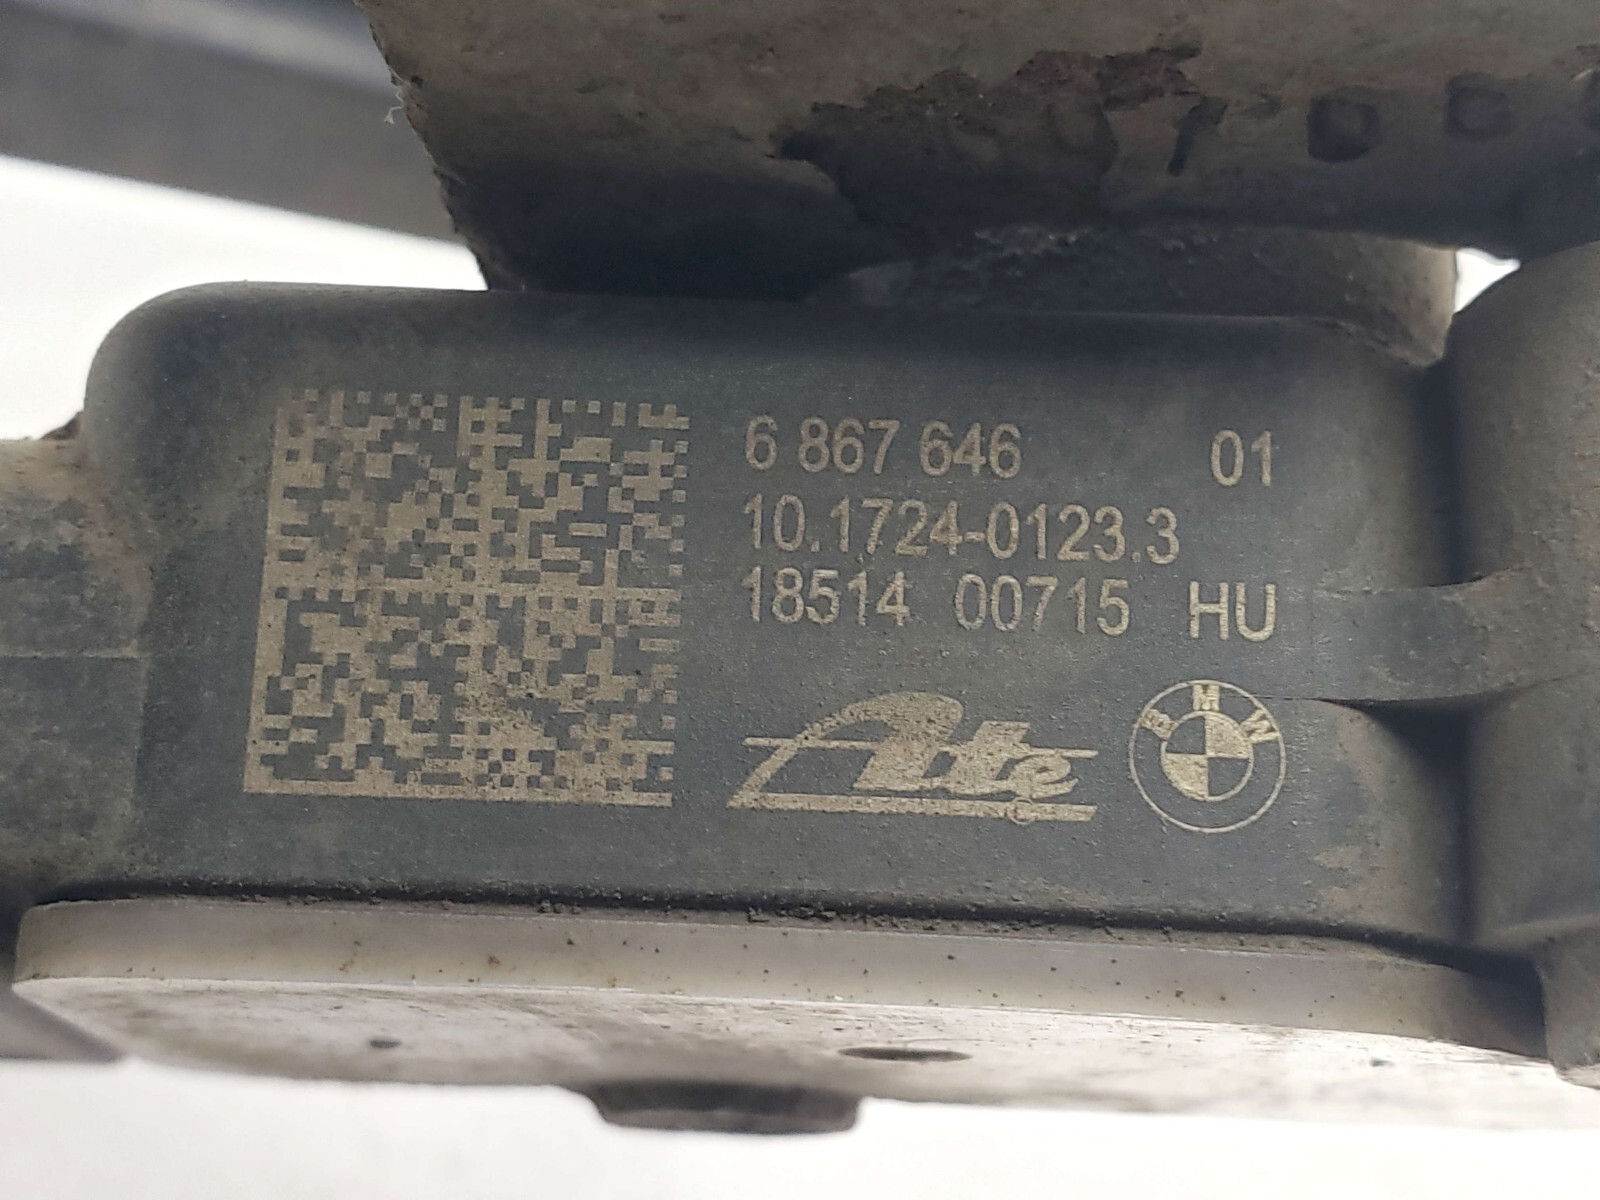 6 867 646 01
10.1724-0123.3
18514 00715 HU
Ate
BMW